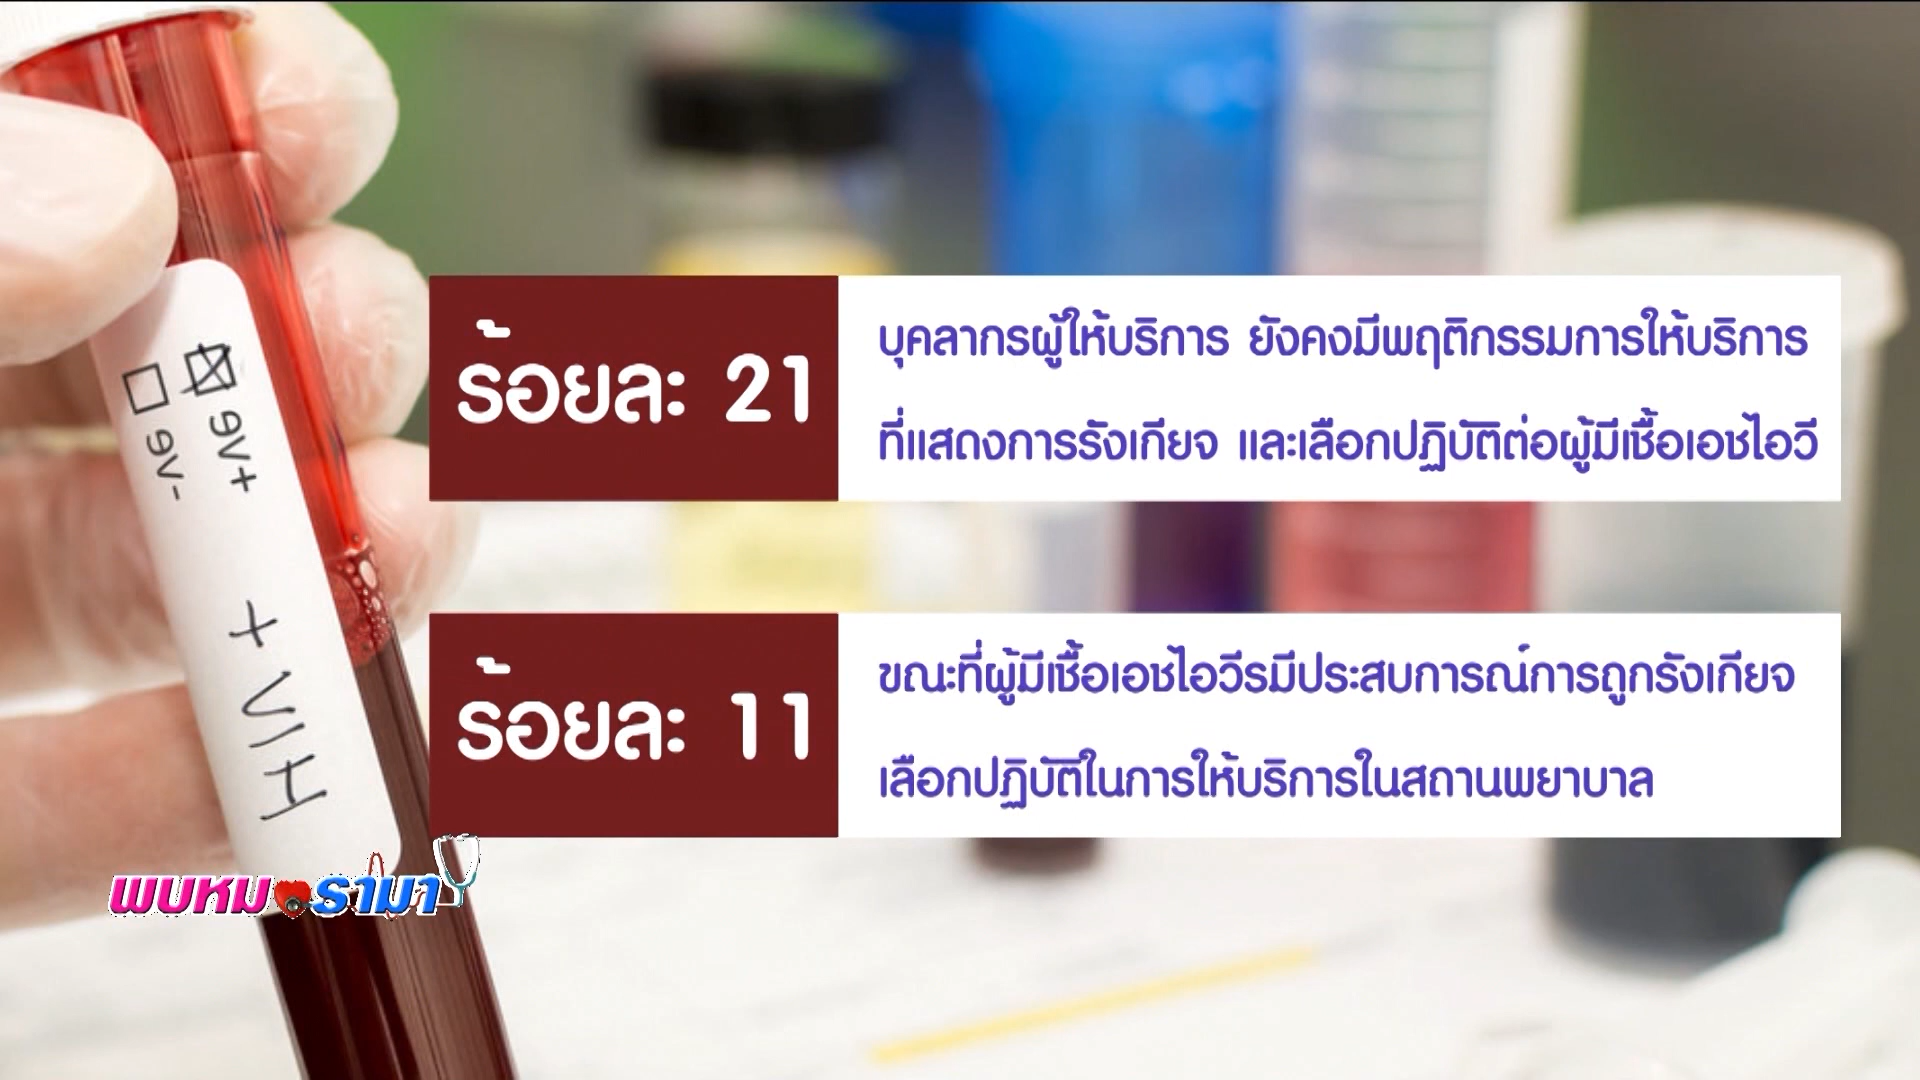 ร้อยละ 21
บุคลากรผู้ให้บริการ ยังคงมีพฤติกรรมการให้บริการ
ที่แสดงการรังเกียจ และเลือกปฏิบัติต่อผู้มีเชื้อเอชไอวี
ร้อยละ 11
ขณะที่ผู้มีเชื้อเอชไอวีรมีประสบการณ์การถูกรังเกียจ
เลือกปฏิบัติในการให้บริการในสถานพยาบาล
พบหมอรามา
HIV +